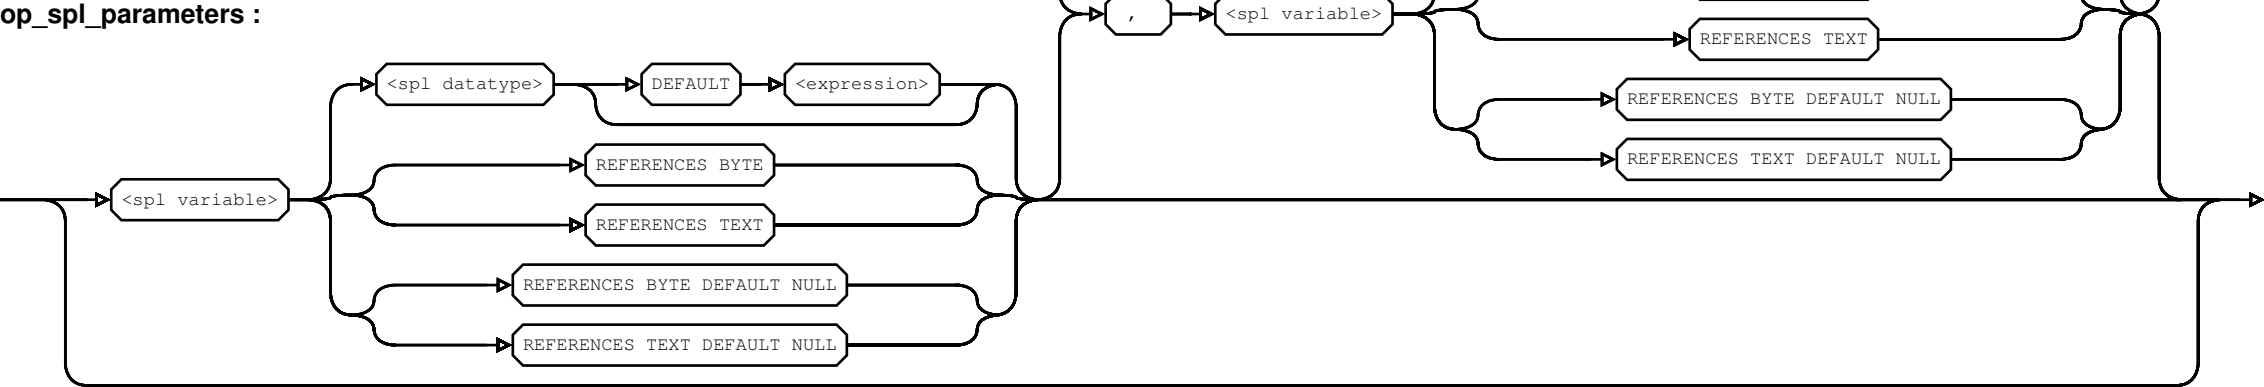 op_spl_parameters :
, <spl variable>
REFERENCES TEXT
<spl datatype> DEFAULT <expression>
REFERENCES BYTE DEFAULT NULL
REFERENCES BYTE
REFERENCES TEXT DEFAULT NULL
<spl variable>
REFERENCES TEXT
REFERENCES BYTE DEFAULT NULL
REFERENCES TEXT DEFAULT NULL